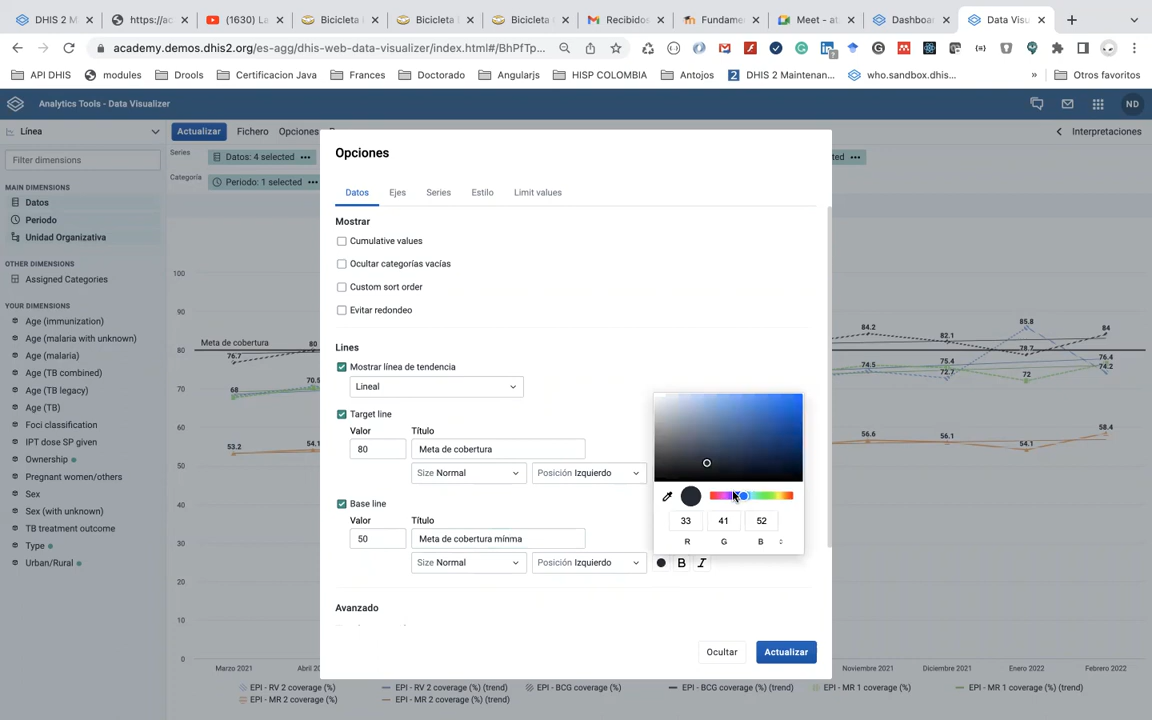 DHIS 2 M
https://ac
(1630) La
Bicicleta
Bicicleta
Bicicleta
Recibidos
Fundame
Meet - at
Dashboar
Data Visu
academy.demos.dhis2.org/es-agg/dhis-web-data-visualizer/index.html#/BhPfTp...
API DHIS
modules
Drools
Certificacion Java
Frances
Doctorado
Angularjs
HISP COLOMBIA
Antojos
DHIS 2 Maintenan...
who.sandbox.dhis...
»
Otros favoritos
Analytics Tools - Data Visualizer
ND
Línea
Actualizar
Fichero
Opciones
Interpretaciones
Filter dimensions
Series
Datos: 4 selected
Categoría
Periodo: 1 selected
MAIN DIMENSIONS
Datos
Periodo
Unidad Organizativa
OTHER DIMENSIONS
Assigned Categories
YOUR DIMENSIONS
Age (immunization)
Age (malaria with unknown)
Age (malaria)
Age (TB combined)
Age (TB legacy)
Age (TB)
Foci classification
IPT dose SP given
Ownership
Pregnant women/others
Sex
Sex (with unknown)
TB treatment outcome
Type
Urban/Rural
Opciones
Datos
Ejes
Series
Estilo
Limit values
Mostrar
Cumulative values
Ocultar categorías vacías
Custom sort order
Evitar redondeo
Lines
Mostrar línea de tendencia
Lineal
Target line
Valor
Título
80
Meta de cobertura
Size Normal
Posición Izquierdo
Base line
Valor
Título
50
Meta de cobertura mínma
Size Normal
Posición Izquierdo
B
I
33
41
52
R
G
B
Avanzado
Ocultar
Actualizar
100
90
80
70
60
50
40
30
20
10
0
Meta de cobertura
76.7
80
68
70.5
53.2
54.1
84.2
82.1
85.8
78.7
84
74.5
75.4
72.7
72
76.4
74.2
56.6
56.1
54.1
58.4
Marzo 2021
Abril 20
Noviembre 2021
Diciembre 2021
Enero 2022
Febrero 2022
EPI - RV 2 coverage (%)
EPI - RV 2 coverage (%) (trend)
EPI - BCG coverage (%)
EPI - BCG coverage (%) (trend)
EPI - MR 1 coverage (%)
EPI - MR 1 coverage (%) (trend)
EPI - MR 2 coverage (%)
EPI - MR 2 coverage (%) (trend)